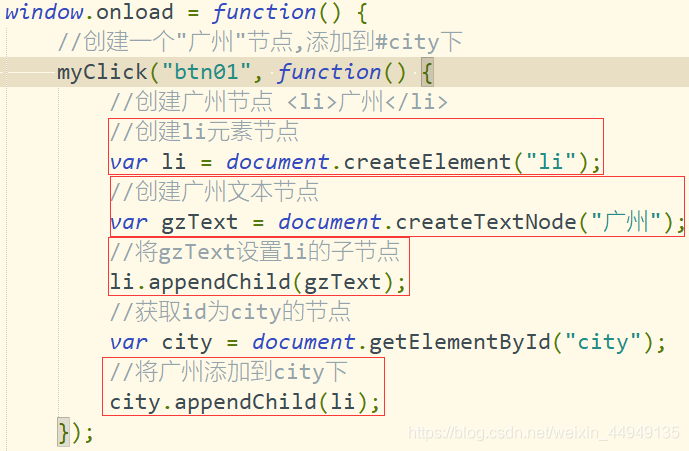 window.onload = function() {
//创建一个"广州"节点,添加到#city下
myClick("btn01", function() {
//创建广州节点 <li>广州</li>
//创建li元素节点
var li = document.createElement("li");
//创建广州文本节点
var gzText = document.createTextNode("广州");
//将gzText设置li的子节点
li.appendChild(gzText);
//获取id为city的节点
var city = document.getElementById("city");
//将广州添加到city下
city.appendChild(li);
});
https://blog.csdn.net/weixin_44949135